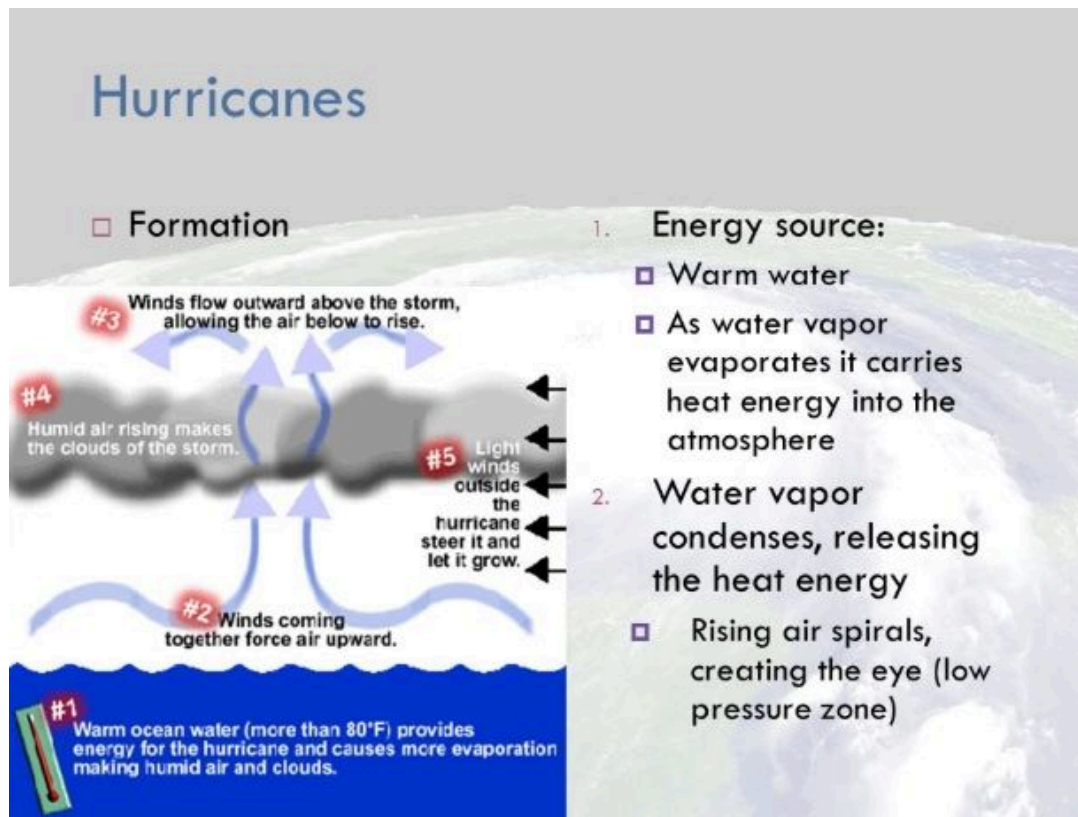 Hurricanes
Formation
#3
Winds flow outward above the storm,
allowing the air below to rise.
#4
Humid air rising makes
the clouds of the storm.
#5 Light
winds
outside
the
hurricane
steer it and
let it grow.
#2 Winds coming
together force air upward.
#1
Warm ocean water (more than 80°F) provides
energy for the hurricane and causes more evaporation
making humid air and clouds.
1. Energy source:
Warm water
As water vapor
evaporates it carries
heat energy into the
atmosphere
2. Water vapor
condenses, releasing
the heat energy
Rising air spirals,
creating the eye (low
pressure zone)